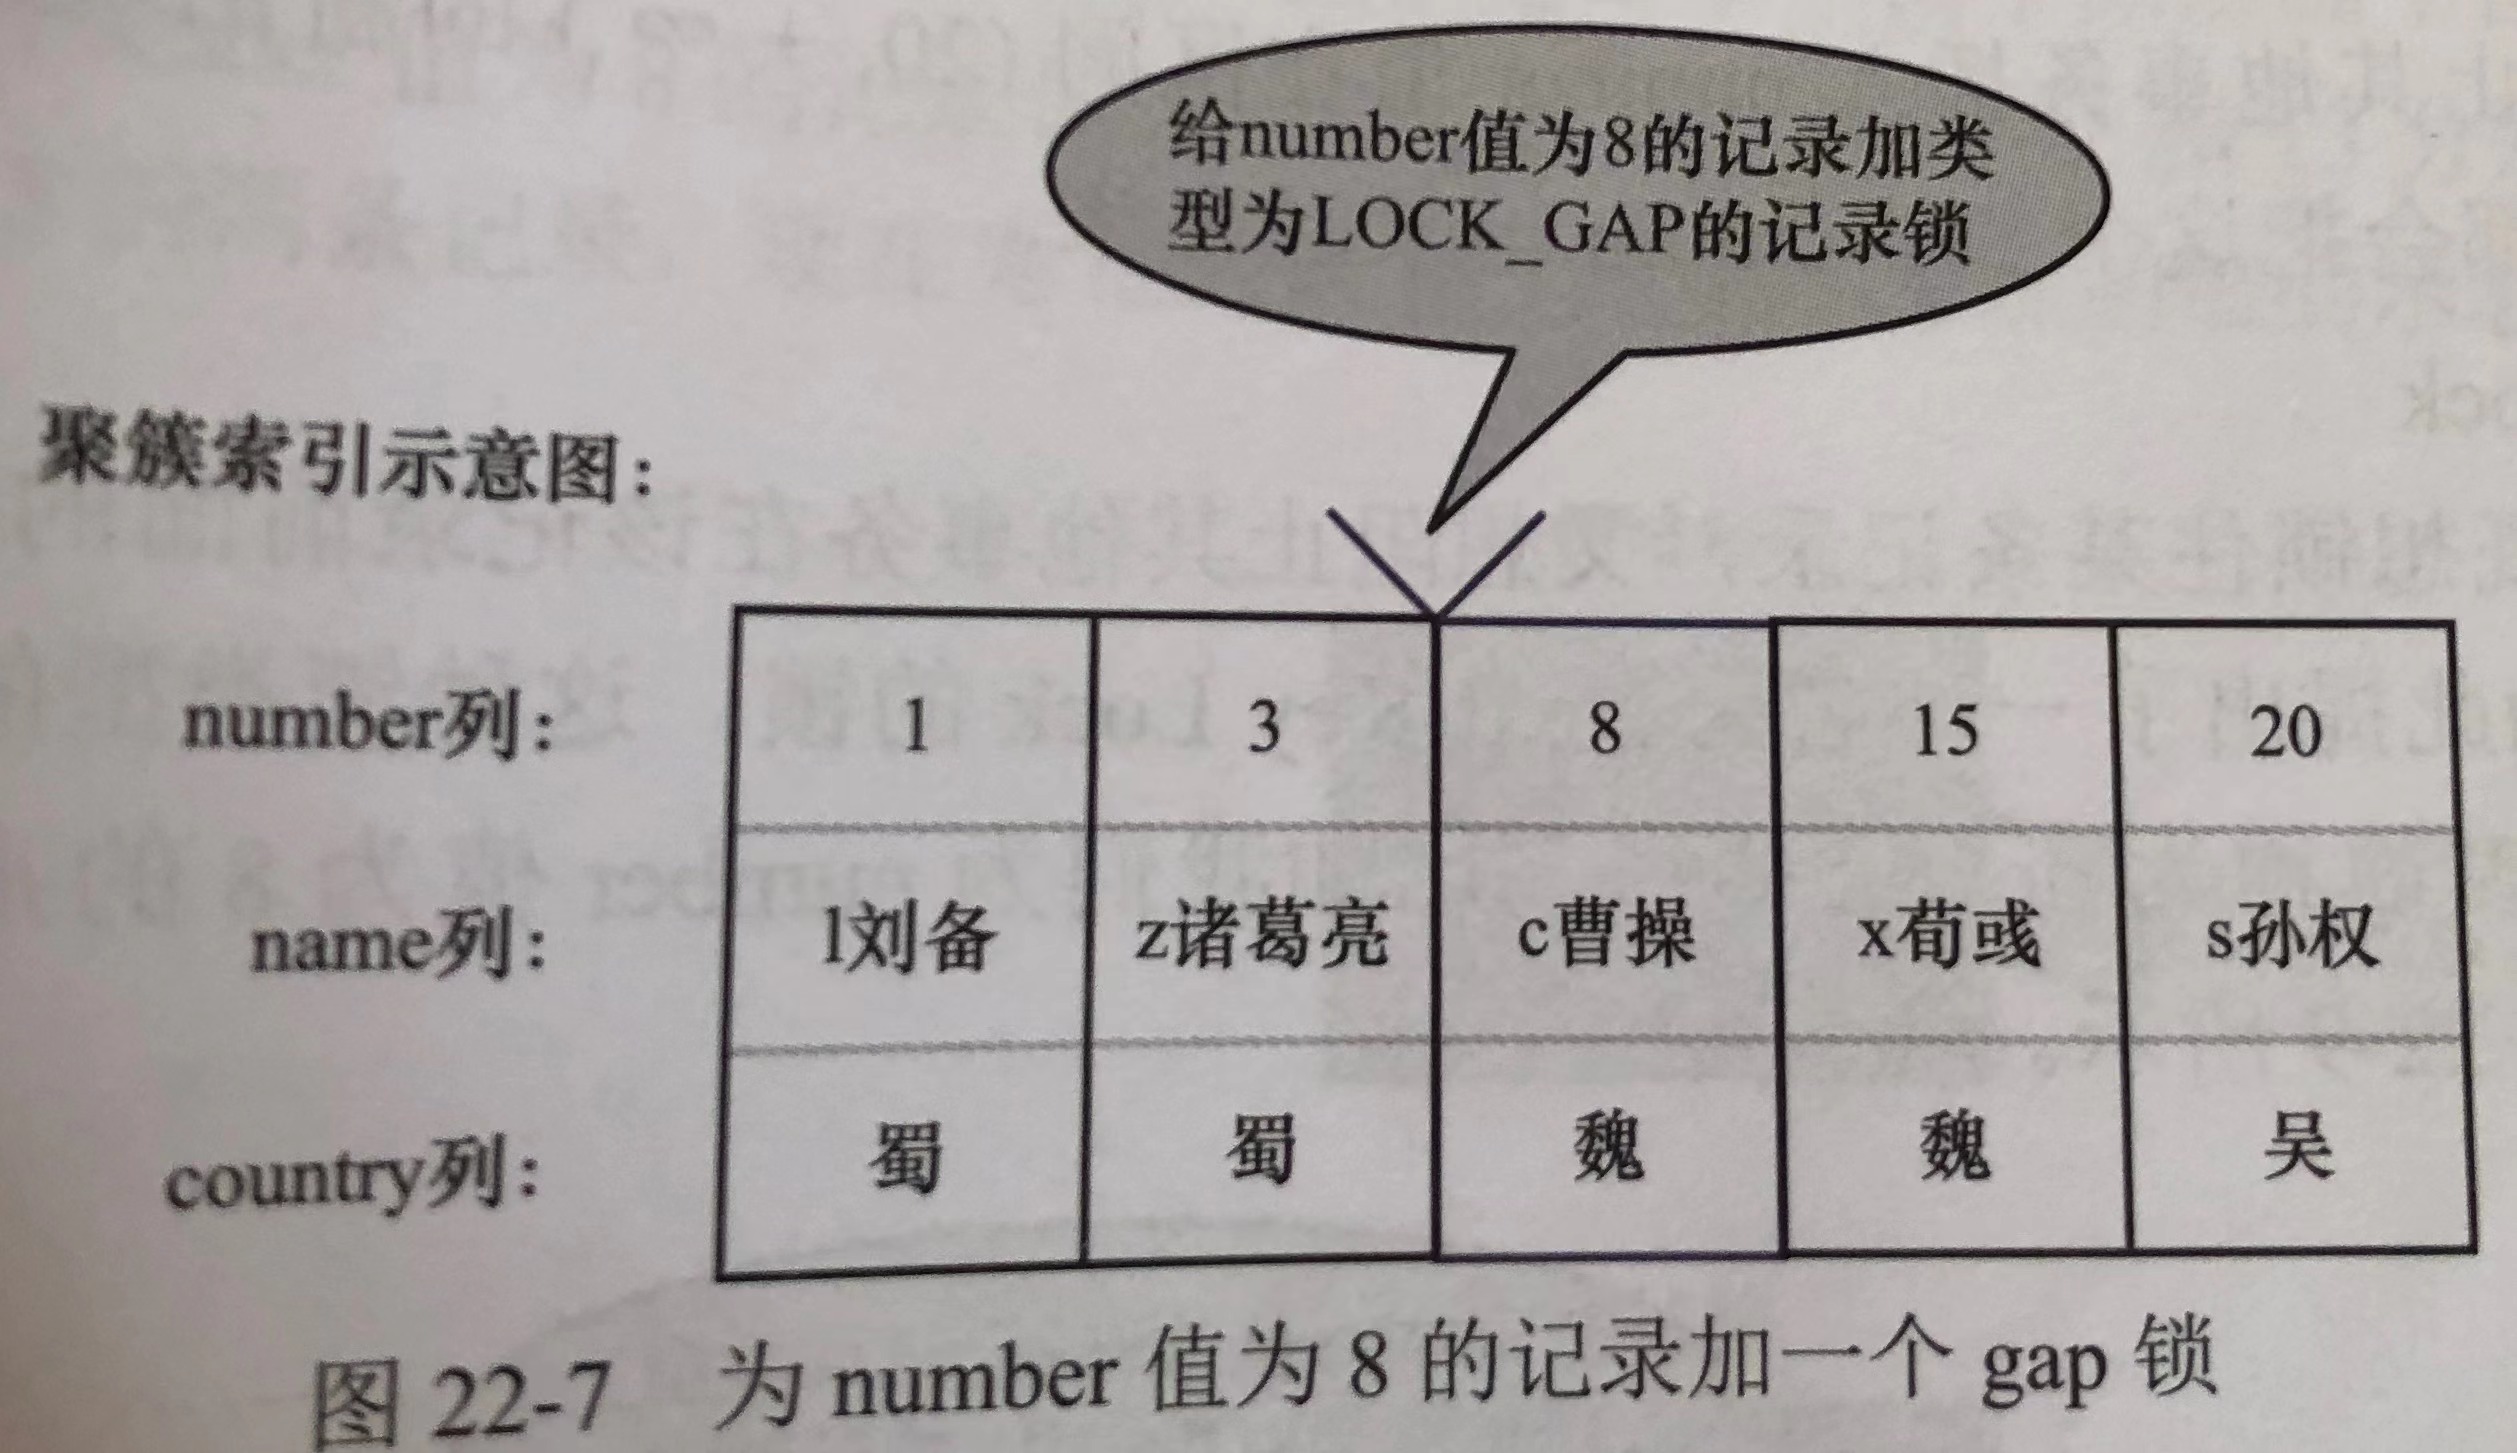 给number值为8的记录加类
型为LOCK_GAP的记录锁
聚簇索引示意图：
number列： 1 3 8 15 20
name列： l刘备 z诸葛亮 c曹操 x荀彧 s孙权
country列： 蜀 蜀 魏 魏 吴
图 22-7 为 number 值为 8 的记录加一个 gap 锁